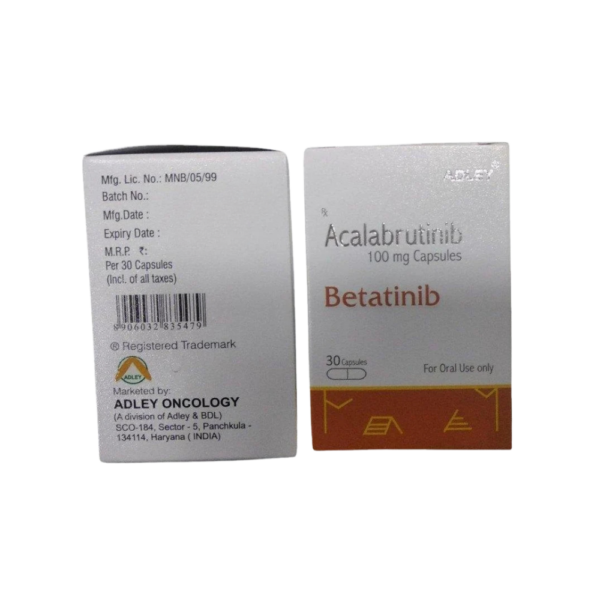 Mfg. Lic. No.: MNB/05/99
Batch No.:
Mfg.Date :
Expiry Date :
M.R.P. ₹:
Per 30 Capsules
(Incl. of all taxes)
8906032835479
® Registered Trademark
ADLEY
Marketed by:
ADLEY ONCOLOGY
(A division of Adley & BDL)
SCO-184, Sector - 5, Panchkula -
134114, Haryana ( INDIA)
ADLEY
℞
Acalabrutinib
100 mg Capsules
Betatinib
30 Capsules
For Oral Use only